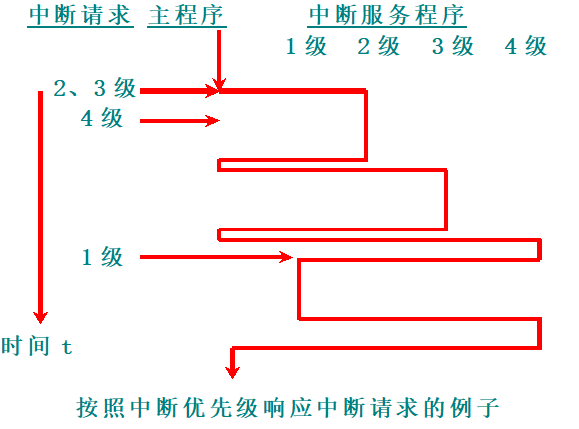 中断请求 主程序 中断服务程序
1级 2级 3级 4级
2、3级
4级
1级
时间 t
按照中断优先级响应中断请求的例子